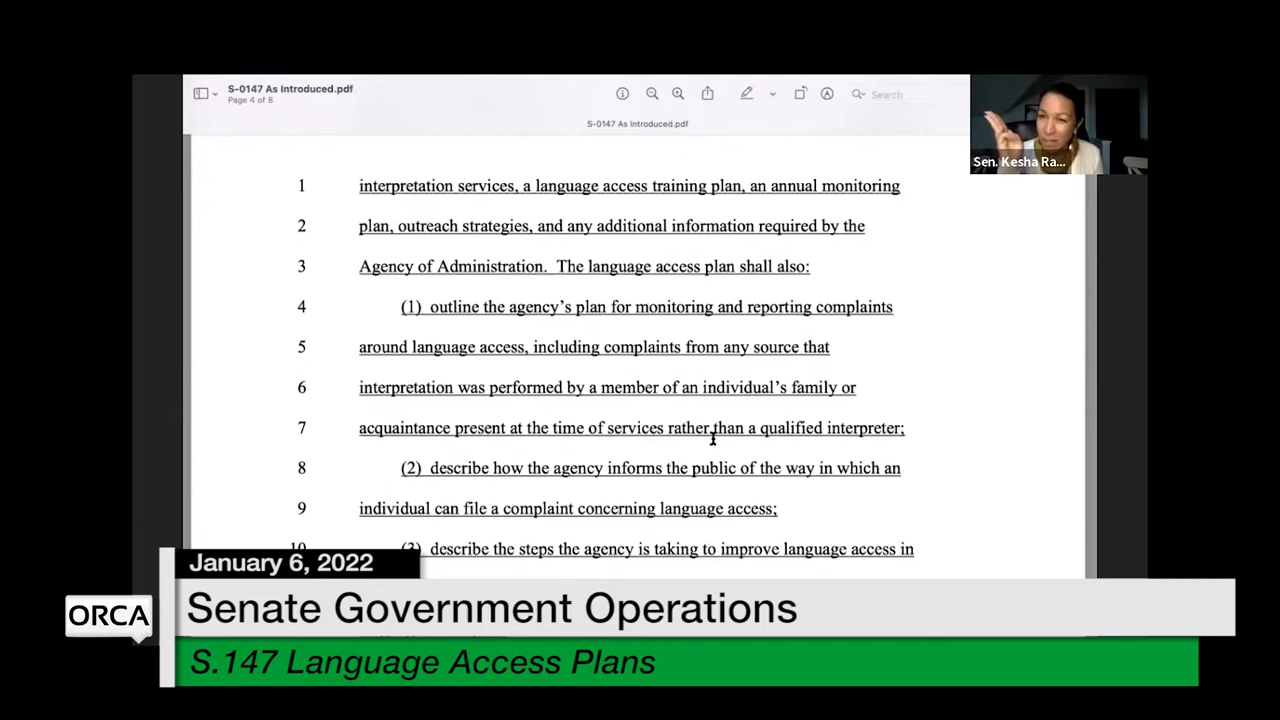 S-0147 As Introduced.pdf
Page 4 of 8
Search
S-0147 As Introduced.pdf
Sen. Kesha Ra...
1 interpretation services, a language access training plan, an annual monitoring
2 plan, outreach strategies, and any additional information required by the
3 Agency of Administration. The language access plan shall also:
4 (1) outline the agency's plan for monitoring and reporting complaints
5 around language access, including complaints from any source that
6 interpretation was performed by a member of an individual's family or
7 acquaintance present at the time of services rather than a qualified interpreter;
8 (2) describe how the agency informs the public of the way in which an
9 individual can file a complaint concerning language access;
10 (3) describe the steps the agency is taking to improve language access in
January 6, 2022
ORCA
Senate Government Operations
S.147 Language Access Plans